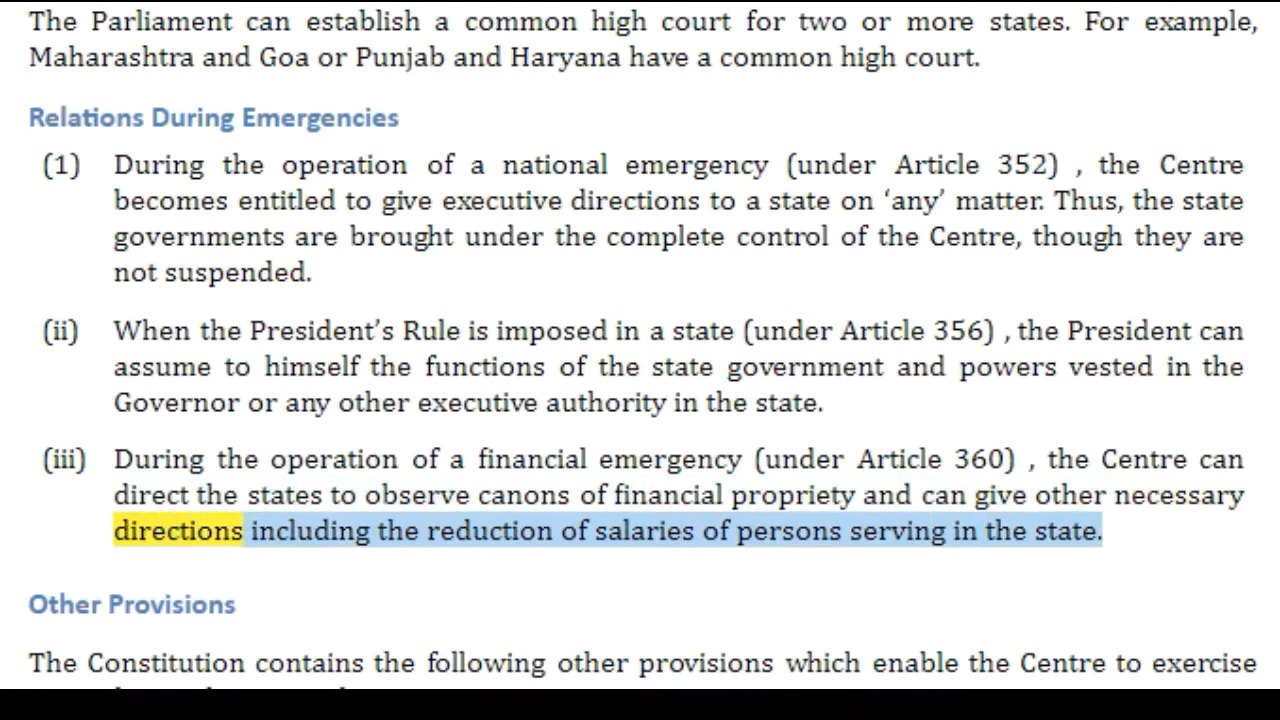 The Parliament can establish a common high court for two or more states. For example,
Maharashtra and Goa or Punjab and Haryana have a common high court.
Relations During Emergencies
(1) During the operation of a national emergency (under Article 352) , the Centre
becomes entitled to give executive directions to a state on ‘any’ matter. Thus, the state
governments are brought under the complete control of the Centre, though they are
not suspended.
(ii) When the President’s Rule is imposed in a state (under Article 356) , the President can
assume to himself the functions of the state government and powers vested in the
Governor or any other executive authority in the state.
(iii) During the operation of a financial emergency (under Article 360) , the Centre can
direct the states to observe canons of financial propriety and can give other necessary
directions including the reduction of salaries of persons serving in the state.
Other Provisions
The Constitution contains the following other provisions which enable the Centre to exercise